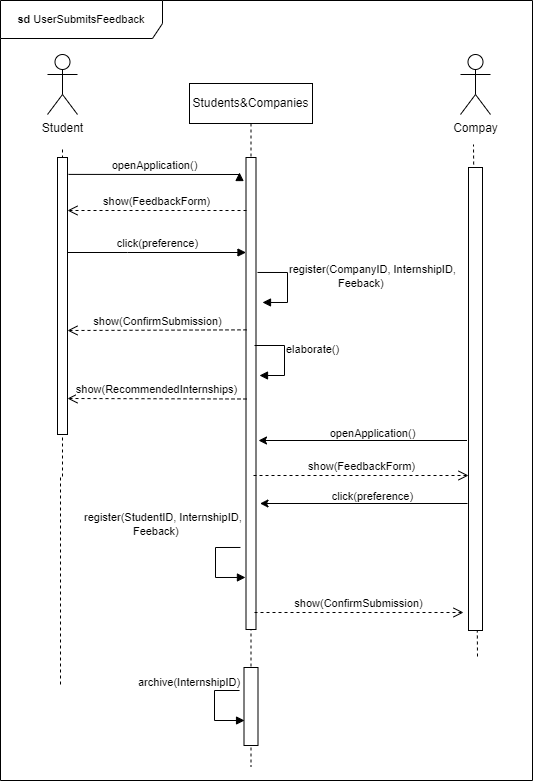 sd UserSubmitsFeedback
Student
Students&Companies
Compay
openApplication()
show(FeedbackForm)
click(preference)
register(CompanyID, InternshipID,
Feeback)
show(ConfirmSubmission)
elaborate()
show(RecommendedInternships)
openApplication()
show(FeedbackForm)
click(preference)
register(StudentID, InternshipID,
Feeback)
show(ConfirmSubmission)
archive(InternshipID)